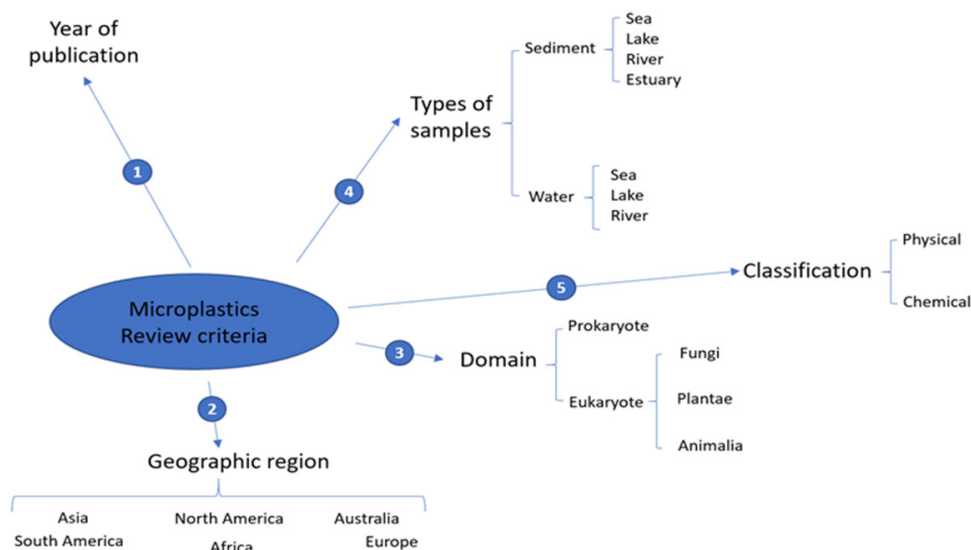 Year of
publication
1
Types of
samples
Sediment
Sea
Lake
River
Estuary
Water
Sea
Lake
River
4
Microplastics
Review criteria
5
Classification
Physical
Chemical
3
Domain
Prokaryote
Eukaryote
Fungi
Plantae
Animalia
2
Geographic region
Asia North America Australia
South America Africa Europe